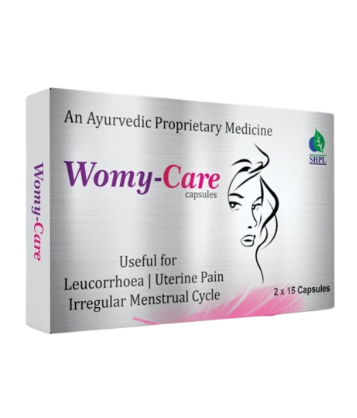 An Ayurvedic Proprietary Medicine
SHPL
Womy-Care
capsules
Womy-Care
Useful for
Leucorrhoea | Uterine Pain
Irregular Menstrual Cycle
2 x 15 Capsules